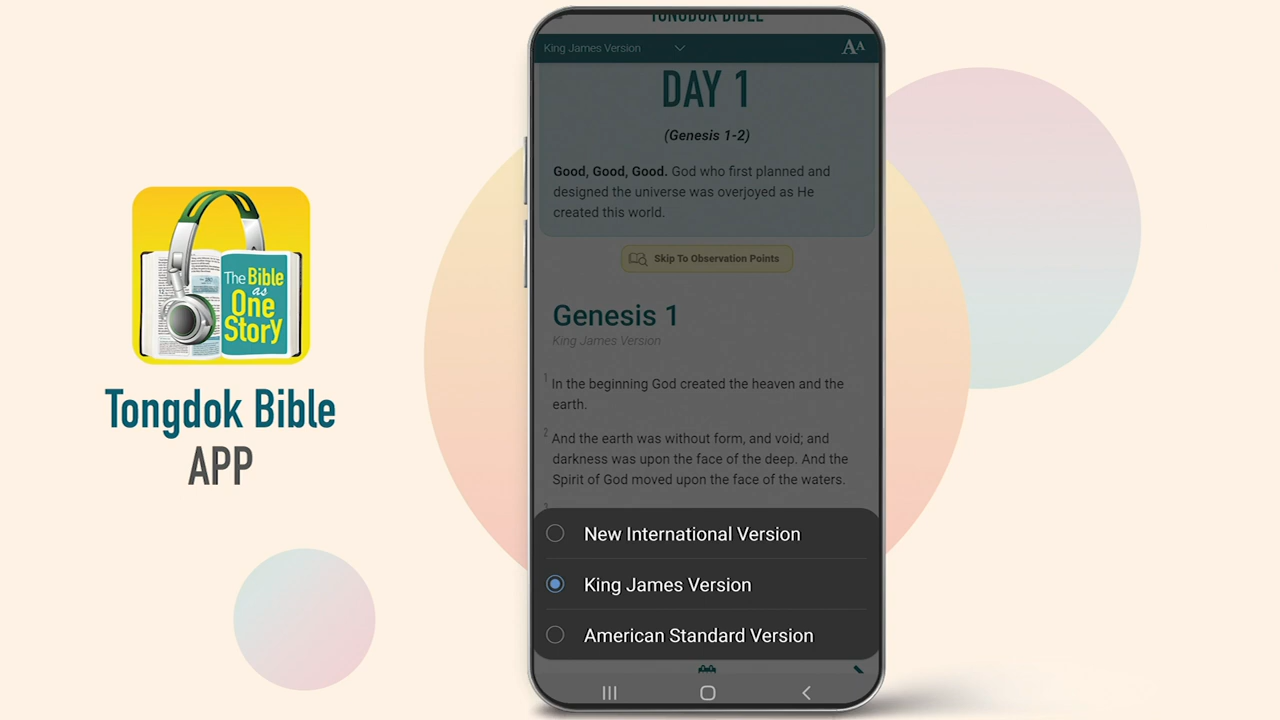 The Bible
as
One
Story
Tongdok Bible
APP
TONGDOK BIBLE
King James Version
AA
DAY 1
(Genesis 1-2)
Good, Good, Good. God who first planned and
designed the universe was overjoyed as He
created this world.
Skip To Observation Points
Genesis 1
King James Version
1 In the beginning God created the heaven and the
earth.
2 And the earth was without form, and void; and
darkness was upon the face of the deep. And the
Spirit of God moved upon the face of the waters.
New International Version
King James Version
American Standard Version